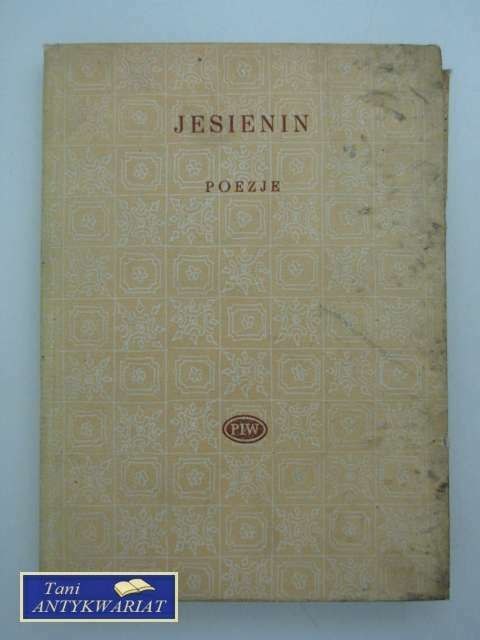 JESIENIN
POEZJE
PIW
Tani
ANTYKWARIAT